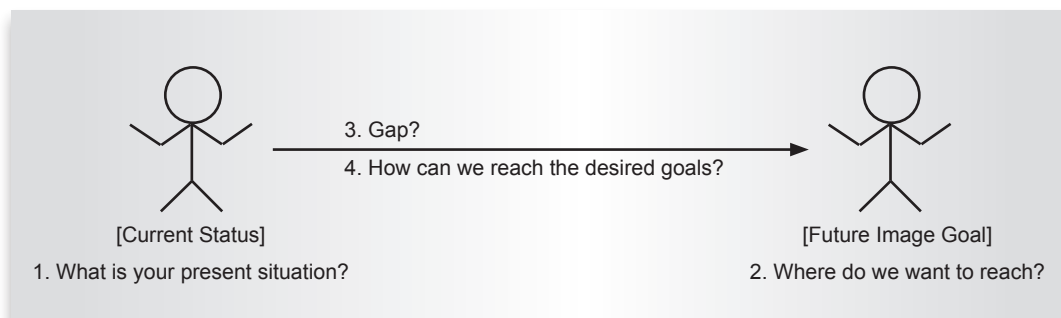 3. Gap?
4. How can we reach the desired goals?
[Current Status]
[Future Image Goal]
1. What is your present situation?
2. Where do we want to reach?